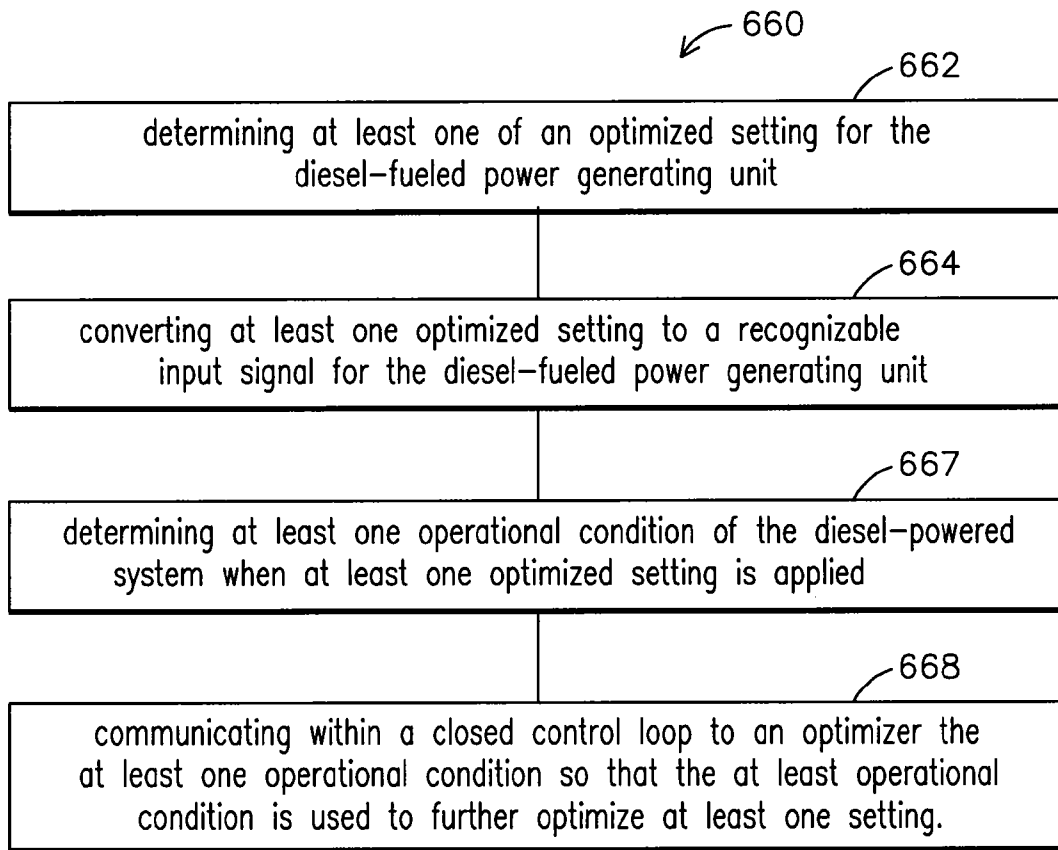 660
662
determining at least one of an optimized setting for the
diesel-fueled power generating unit
664
converting at least one optimized setting to a recognizable
input signal for the diesel-fueled power generating unit
667
determining at least one operational condition of the diesel-powered
system when at least one optimized setting is applied
668
communicating within a closed control loop to an optimizer the
at least one operational condition so that the at least operational
condition is used to further optimize at least one setting.